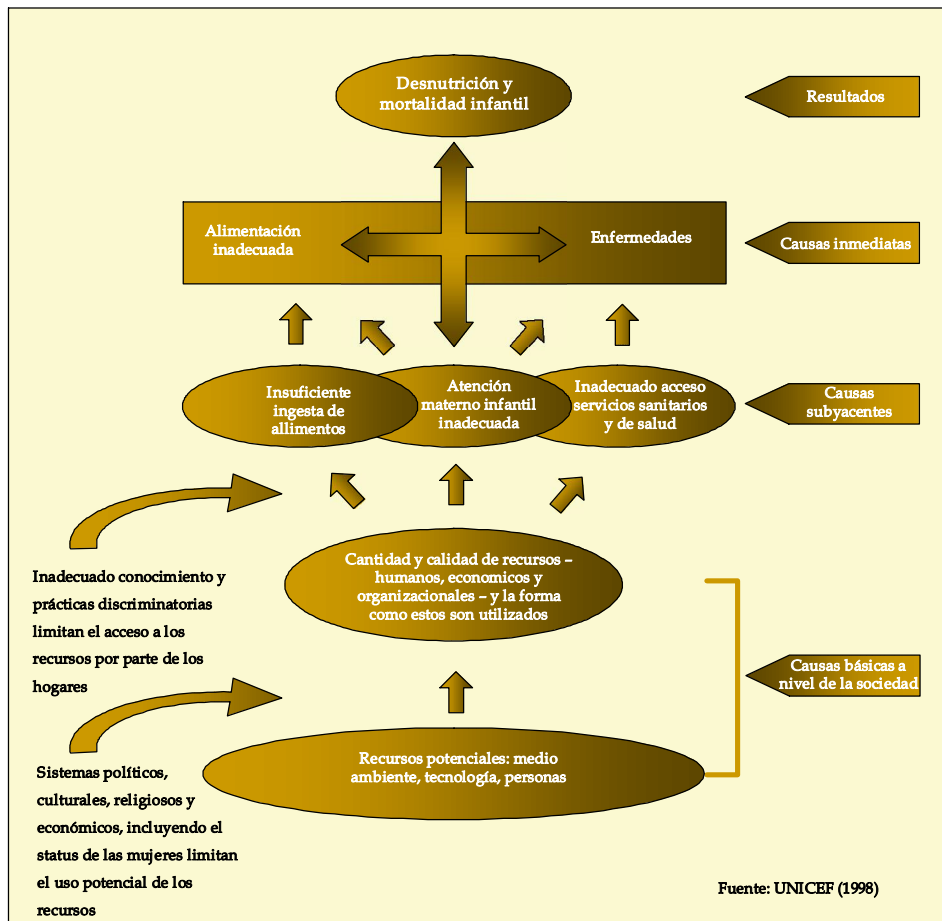 Desnutrición y
mortalidad infantil
Resultados
Alimentación
inadecuada
Enfermedades
Causas inmediatas
Insuficiente
ingesta de
allimentos
Atención
materno infantil
inadecuada
Inadecuado acceso
servicios sanitarios
y de salud
Causas
subyacentes
Cantidad y calidad de recursos –
humanos, economicos y
organizacionales – y la forma
como estos son utilizados
Inadecuado conocimiento y
prácticas discriminatorias
limitan el acceso a los
recursos por parte de los
hogares
Causas básicas a
nivel de la sociedad
Recursos potenciales: medio
ambiente, tecnología, personas
Sistemas políticos,
culturales, religiosos y
económicos, incluyendo el
status de las mujeres limitan
el uso potencial de los
recursos
Fuente: UNICEF (1998)